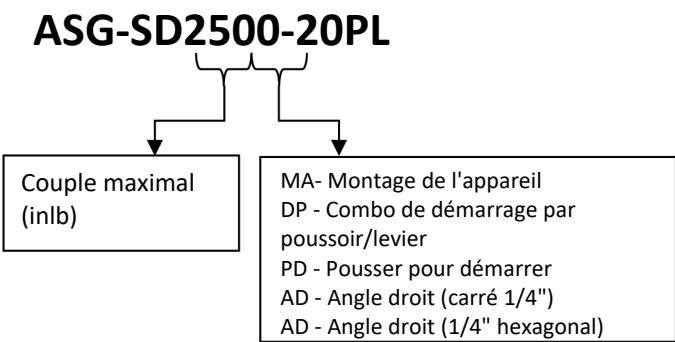 ASG-SD2500-20PL
Couple maximal
(inlb)
MA- Montage de l'appareil
DP - Combo de démarrage par
poussoir/levier
PD - Pousser pour démarrer
AD - Angle droit (carré 1/4")
AD - Angle droit (1/4" hexagonal)